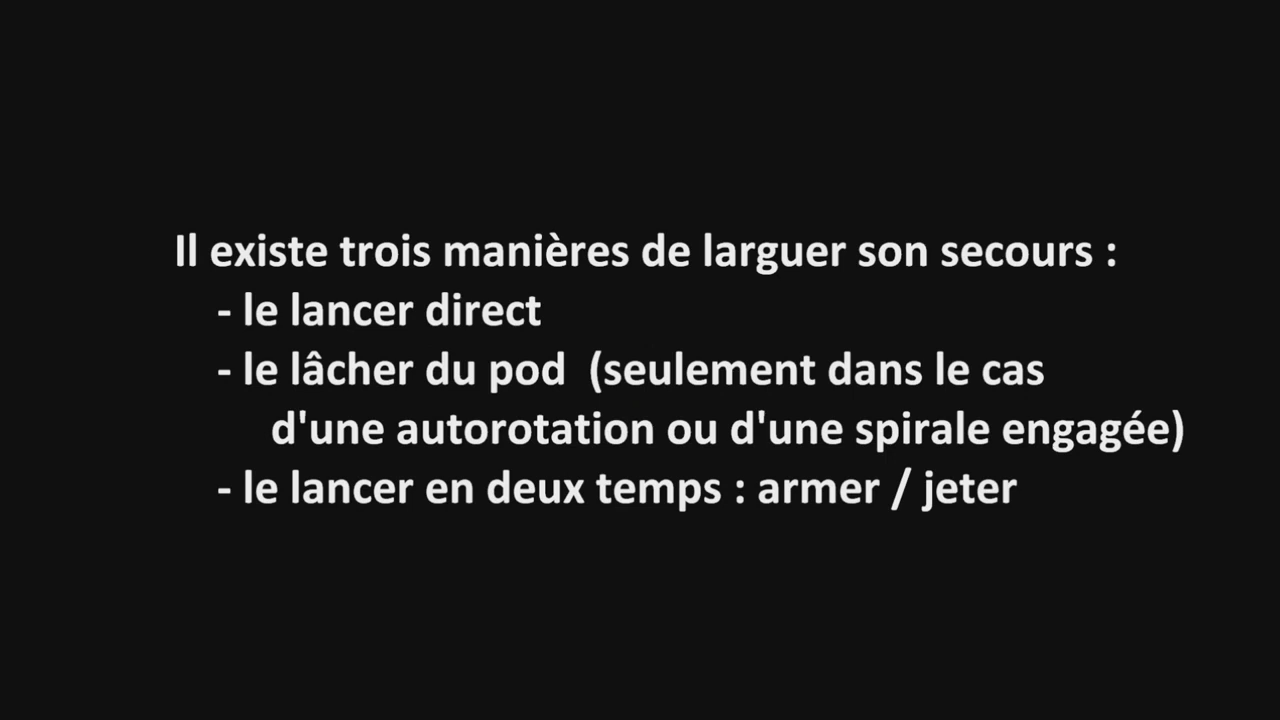 Il existe trois manières de larguer son secours :
- le lancer direct
- le lâcher du pod (seulement dans le cas
d'une autorotation ou d'une spirale engagée)
- le lancer en deux temps : armer / jeter